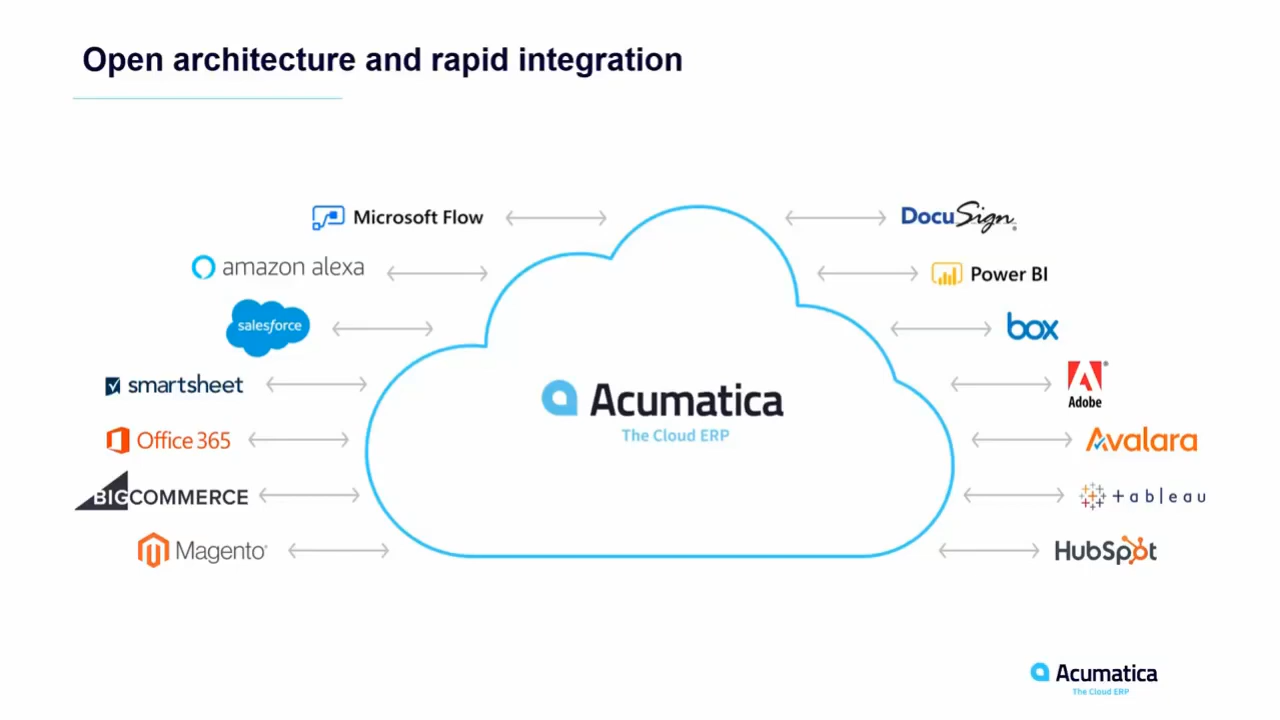 Open architecture and rapid integration
Microsoft Flow
DocuSign
amazon alexa
Power BI
salesforce
box
smartsheet
Adobe
Acumatica
The Cloud ERP
Office 365
Avalara
BIGCOMMERCE
+ableau
Magento
HubSpot
Acumatica
The Cloud ERP